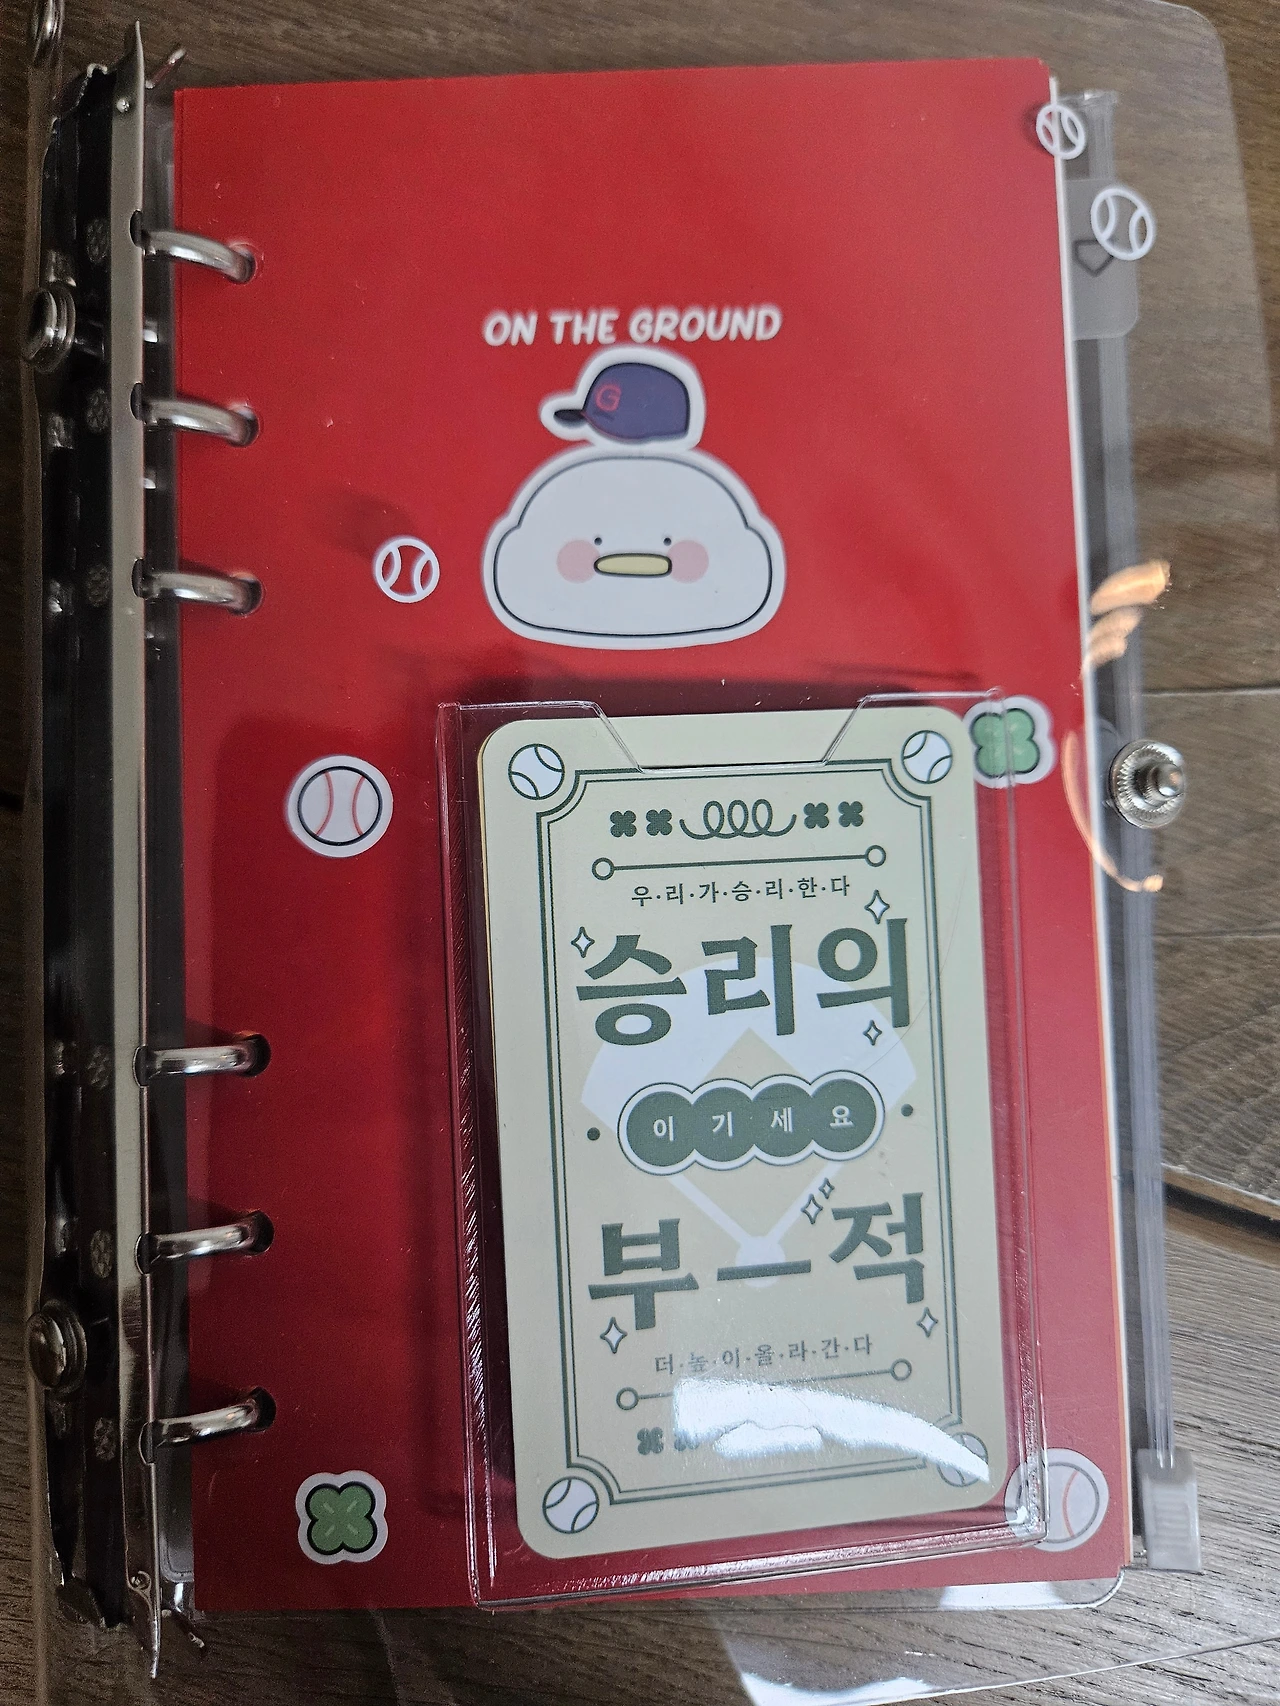 ON THE GROUND
G
우·리·가·승·리·한·다
승리의
이기세요
부—적
더·높·이·올·라·간·다